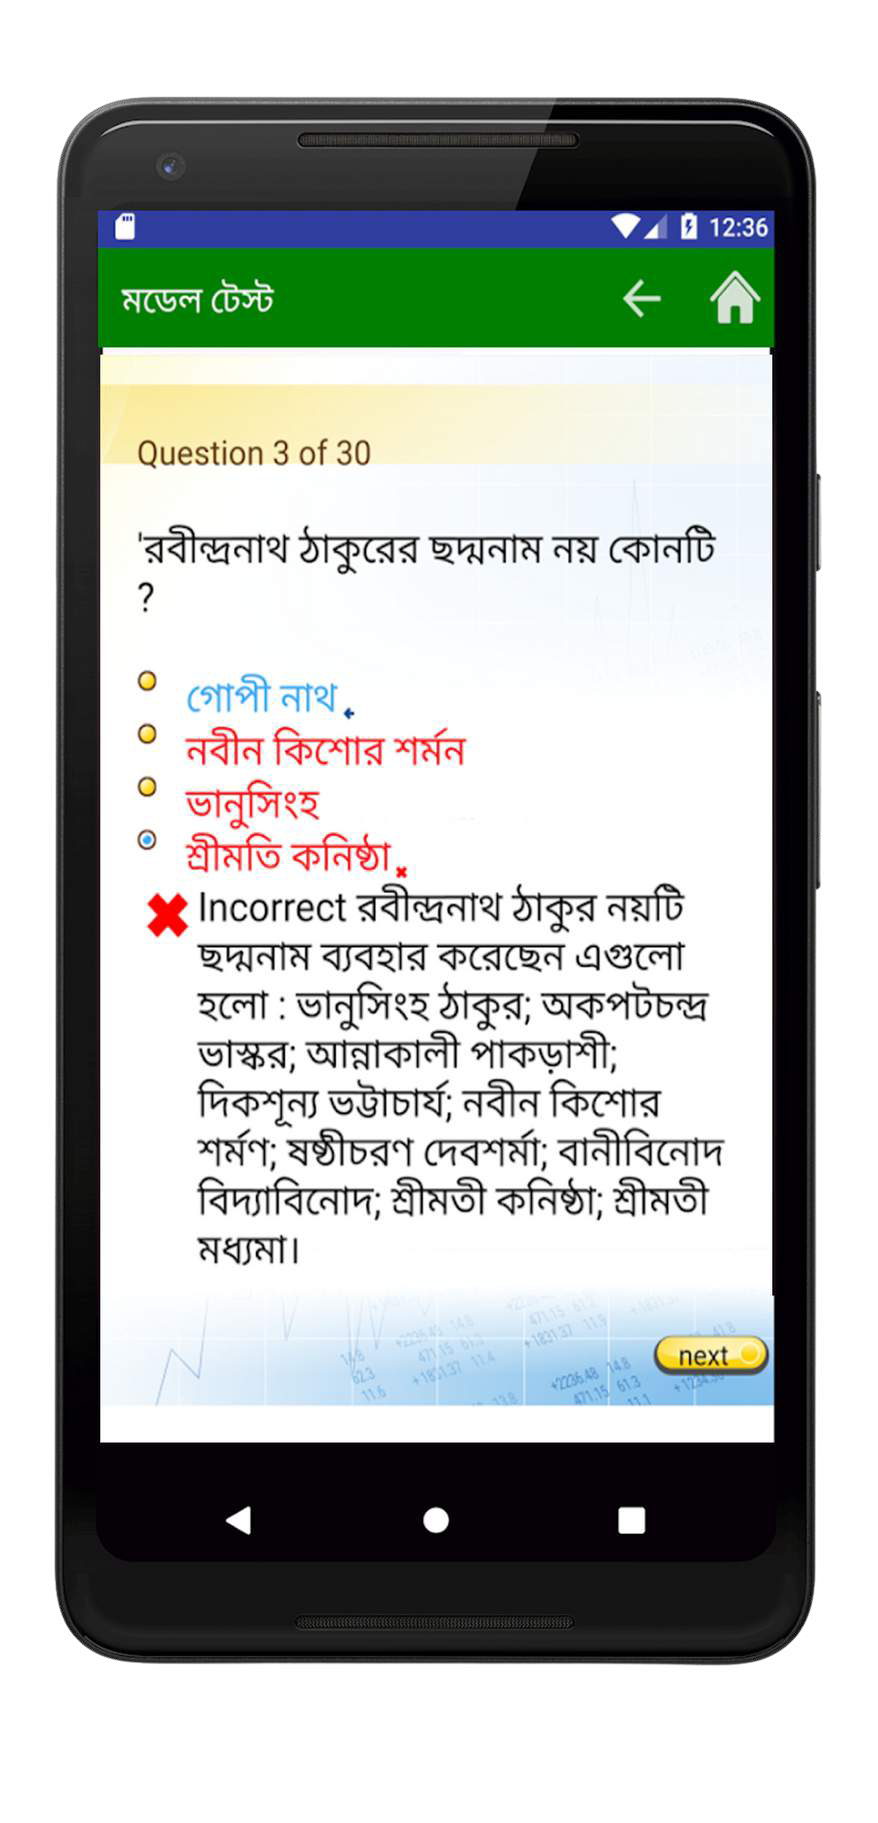 12:36
মডেল টেস্ট
Question 3 of 30
'রবীন্দ্রনাথ ঠাকুরের ছদ্মনাম নয় কোনটি
?
গোপী নাথ
নবীন কিশোর শর্মন
ভানুসিংহ
শ্রীমতি কনিষ্ঠা
Incorrect রবীন্দ্রনাথ ঠাকুর নয়টি
ছদ্মনাম ব্যবহার করেছেন এগুলো
হলো : ভানুসিংহ ঠাকুর; অকপটচন্দ্র
ভাস্কর; আন্নাকালী পাকড়াশী;
দিকশূন্য ভট্টাচার্য; নবীন কিশোর
শর্মণ; ষষ্ঠীচরণ দেবশর্মা; বানীবিনোদ
বিদ্যাবিনোদ; শ্রীমতী কনিষ্ঠা; শ্রীমতী
মধ্যমা।
next